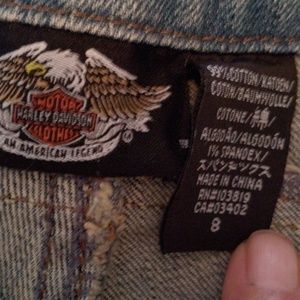 MOTOR
HARLEY-DAVIDSON
CLOTHES
AN AMERICAN LEGEND
99% COTTON/KATOEN/
COTON/BAUMWOLLE/
COTONE/棉/
ALGODÃO/ALGODÓN
1% SPANDEX/
スパンデックス
MADE IN CHINA
RN#103819
CA#03402
8